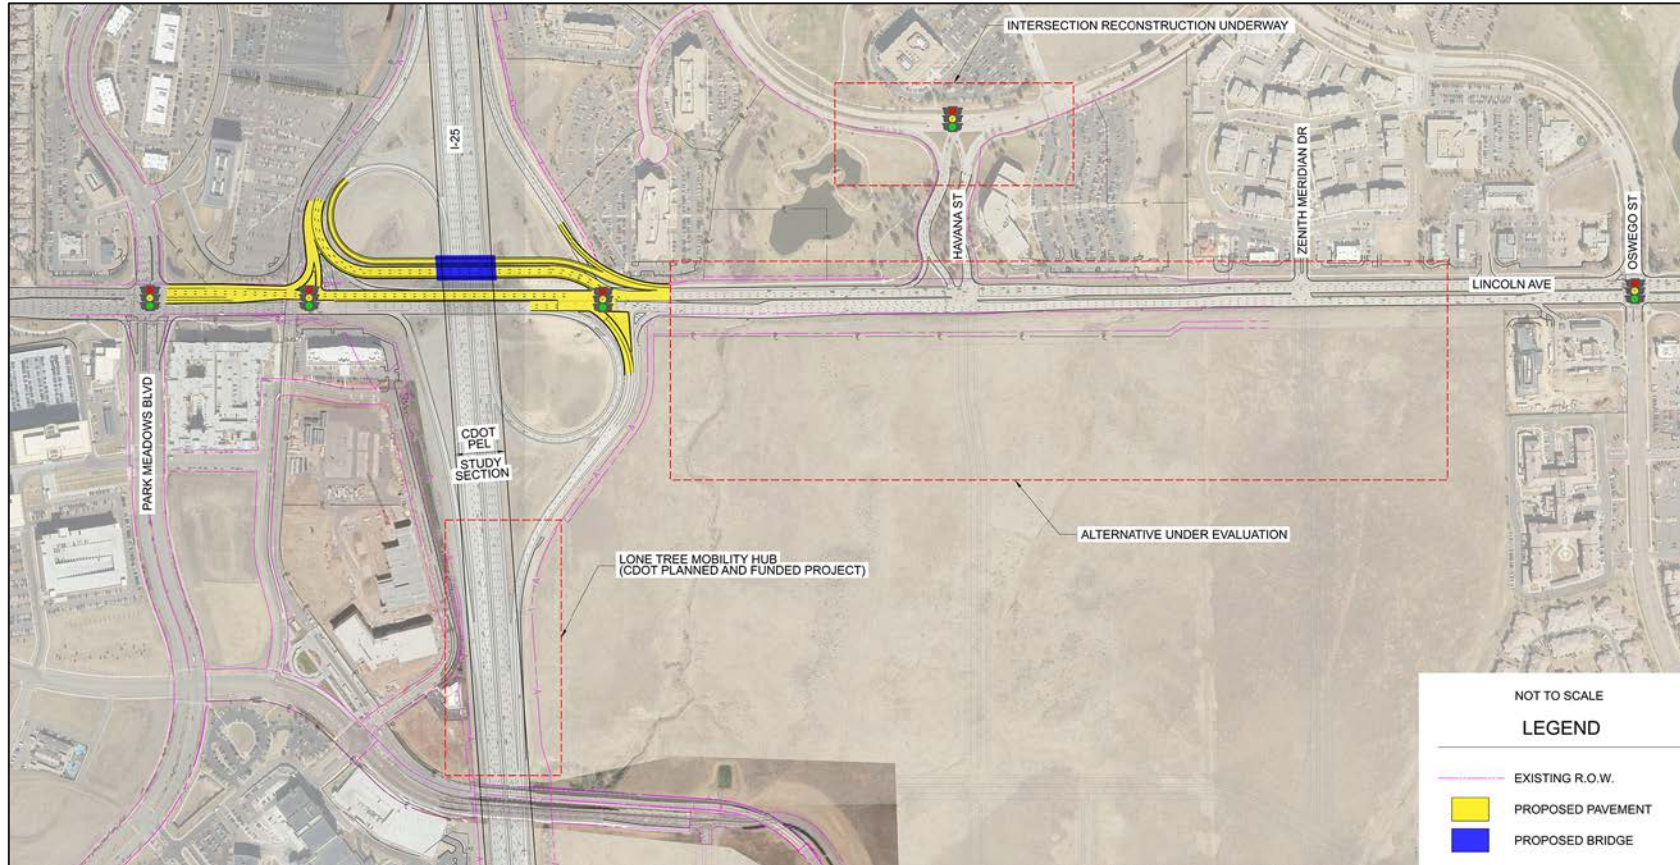 INTERSECTION RECONSTRUCTION UNDERWAY
I-25
HAVANA ST
ZENITH MERIDIAN DR
OSWEGO ST
LINCOLN AVE
PARK MEADOWS BLVD
CDOT
PEL
STUDY
SECTION
ALTERNATIVE UNDER EVALUATION
LONE TREE MOBILITY HUB
(CDOT PLANNED AND FUNDED PROJECT)
NOT TO SCALE
LEGEND
EXISTING R.O.W.
PROPOSED PAVEMENT
PROPOSED BRIDGE